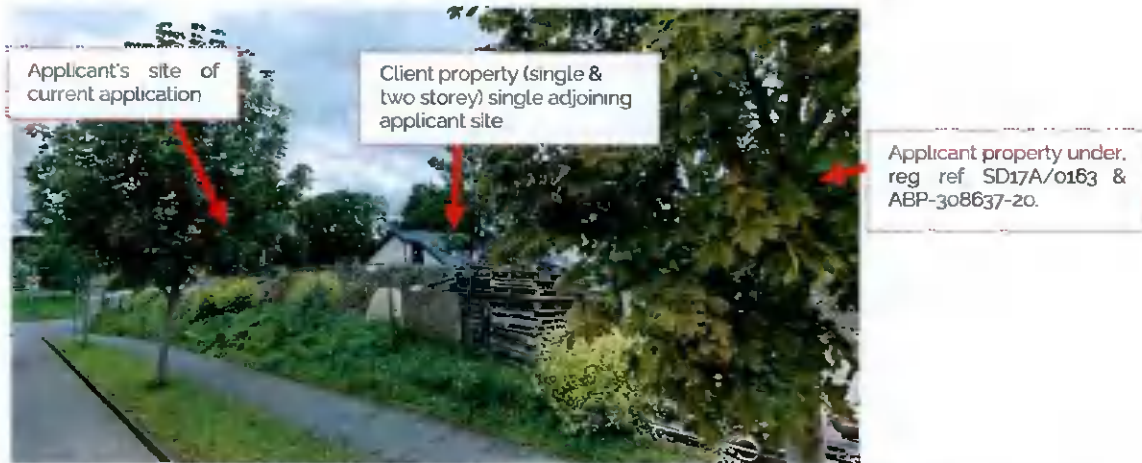 Applicant's site of
current application
Client property (single &
two storey) single adjoining
applicant site
Applicant property under,
reg ref SD17A/0163 &
ABP-308637-20.